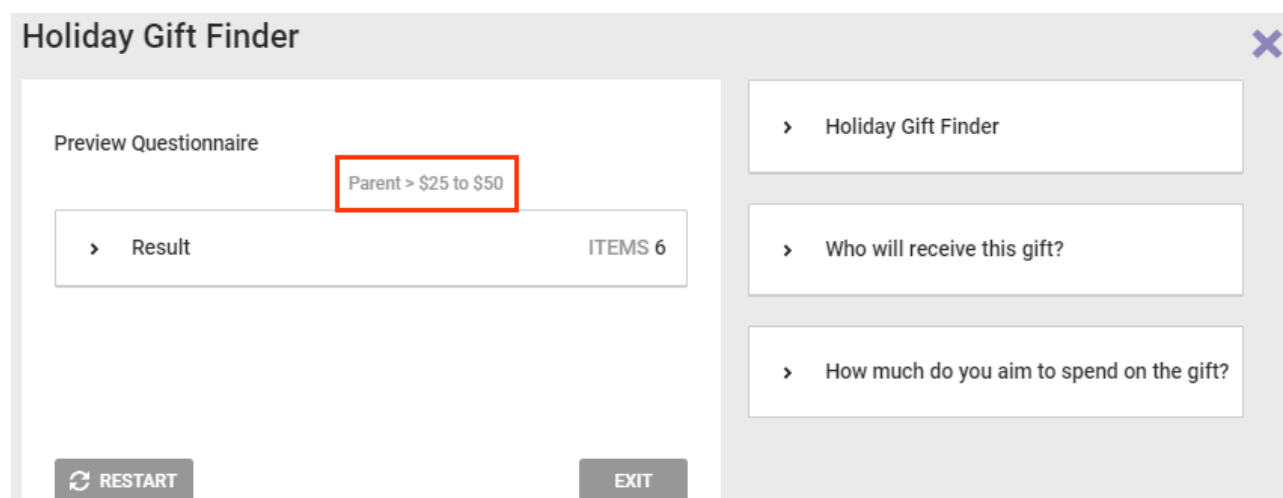 Holiday Gift Finder
Preview Questionnaire
Parent > $25 to $50
Result ITEMS 6
RESTART
EXIT
Holiday Gift Finder
Who will receive this gift?
How much do you aim to spend on the gift?